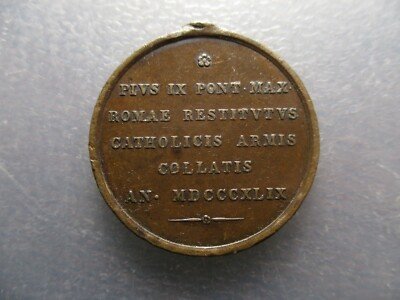 PIVS IX PONT·MAX·
ROMAE RESTITVTVS
CATHOLICIS ARMIS
COLLATIS
AN· MDCCCXLIX